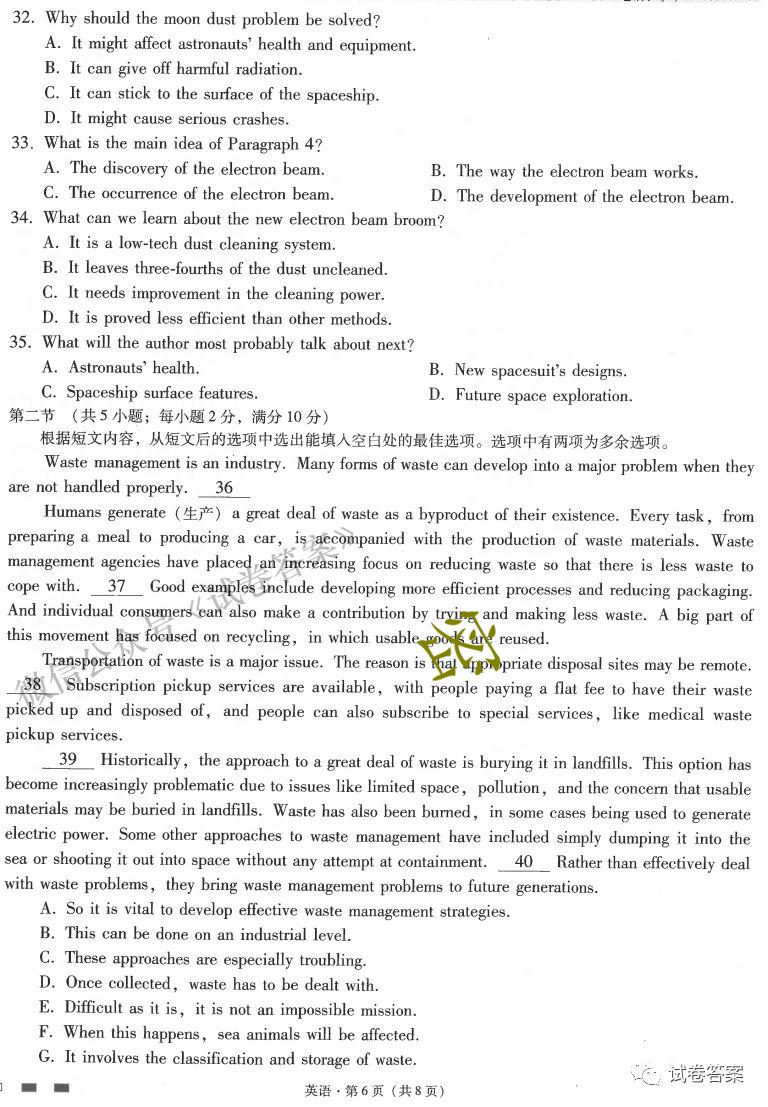 32. Why should the moon dust problem be solved?
A. It might affect astronauts' health and equipment.
B. It can give off harmful radiation.
C. It can stick to the surface of the spaceship.
D. It might cause serious crashes.
33. What is the main idea of Paragraph 4?
A. The discovery of the electron beam. B. The way the electron beam works.
C. The occurrence of the electron beam. D. The development of the electron beam.
34. What can we learn about the new electron beam broom?
A. It is a low-tech dust cleaning system.
B. It leaves three-fourths of the dust uncleaned.
C. It needs improvement in the cleaning power.
D. It is proved less efficient than other methods.
35. What will the author most probably talk about next?
A. Astronauts' health. B. New spacesuit's designs.
C. Spaceship surface features. D. Future space exploration.
第二节 (共5小题;每小题2分,满分10分)
根据短文内容,从短文后的选项中选出能填入空白处的最佳选项。选项中有两项为多余选项。
Waste management is an industry. Many forms of waste can develop into a major problem when they
are not handled properly. 36
Humans generate (生产) a great deal of waste as a byproduct of their existence. Every task, from
preparing a meal to producing a car, is accompanied with the production of waste materials. Waste
management agencies have placed an increasing focus on reducing waste so that there is less waste to
cope with. 37 Good examples include developing more efficient processes and reducing packaging.
And individual consumers can also make a contribution by trying and making less waste. A big part of
this movement has focused on recycling, in which usable goods are reused.
Transportation of waste is a major issue. The reason is that appropriate disposal sites may be remote.
38 Subscription pickup services are available, with people paying a flat fee to have their waste
picked up and disposed of, and people can also subscribe to special services, like medical waste
pickup services.
39 Historically, the approach to a great deal of waste is burying it in landfills. This option has
become increasingly problematic due to issues like limited space, pollution, and the concern that usable
materials may be buried in landfills. Waste has also been burned, in some cases being used to generate
electric power. Some other approaches to waste management have included simply dumping it into the
sea or shooting it out into space without any attempt at containment. 40 Rather than effectively deal
with waste problems, they bring waste management problems to future generations.
A. So it is vital to develop effective waste management strategies.
B. This can be done on an industrial level.
C. These approaches are especially troubling.
D. Once collected, waste has to be dealt with.
E. Difficult as it is, it is not an impossible mission.
F. When this happens, sea animals will be affected.
G. It involves the classification and storage of waste.
英语·第6页(共8页)
微信公众号《试卷答案》
试卷答案